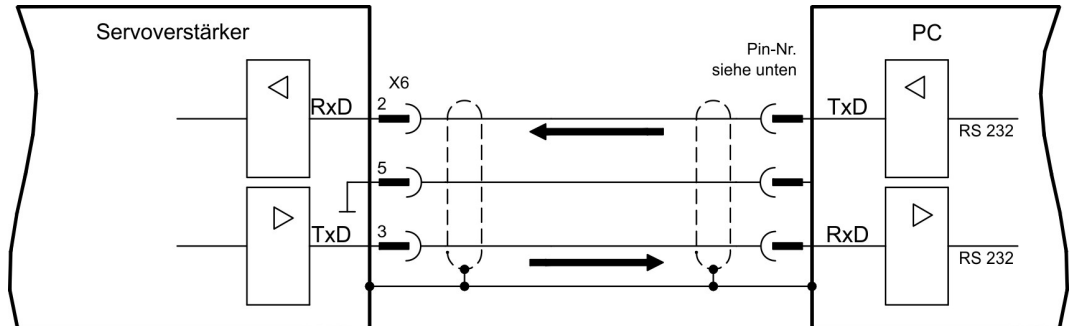 Servoverstärker
PC
Pin-Nr.
siehe unten
X6
RxD
2
TxD
RS 232
5
TxD
3
RxD
RS 232